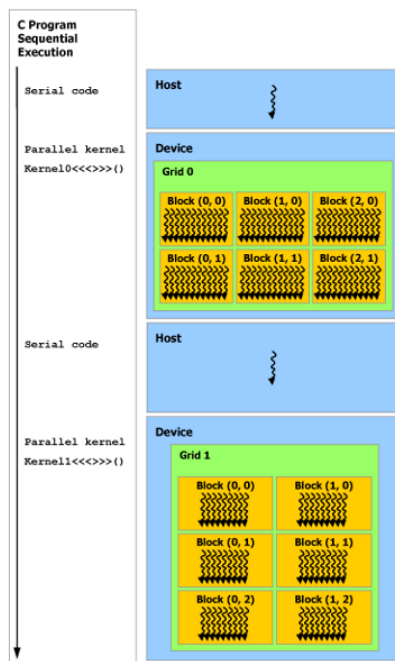 C Program
Sequential
Execution
Serial code
Host
Parallel kernel
Kernel0<<<>>>()
Device
Grid 0
Block (0, 0) Block (1, 0) Block (2, 0)
Block (0, 1) Block (1, 1) Block (2, 1)
Serial code
Host
Parallel kernel
Kernel1<<<>>>()
Device
Grid 1
Block (0, 0) Block (1, 0)
Block (0, 1) Block (1, 1)
Block (0, 2) Block (1, 2)